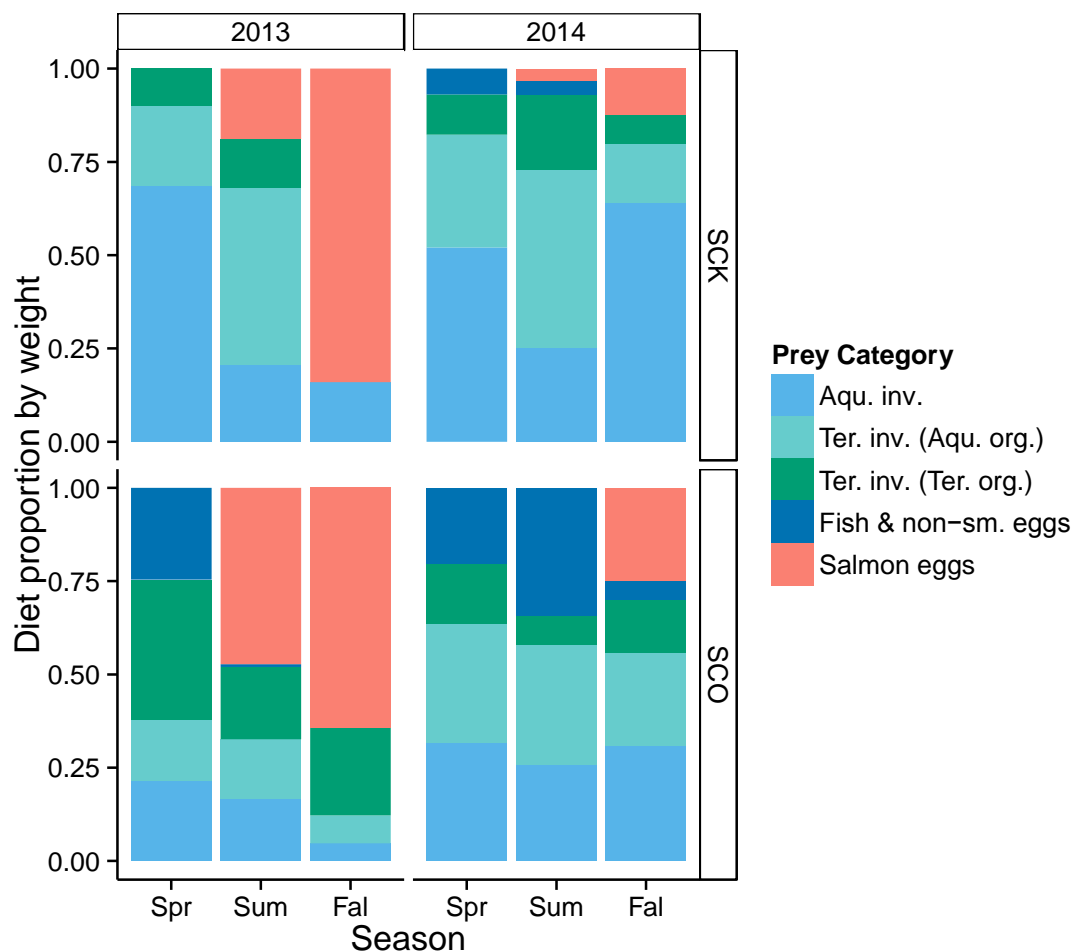 2013
2014
1.00
0.75
0.50
0.25
0.00
SCK
1.00
0.75
0.50
0.25
0.00
SCO
Diet proportion by weight
Spr Sum Fal
Spr Sum Fal
Season
Prey Category
Aqu. inv.
Ter. inv. (Aqu. org.)
Ter. inv. (Ter. org.)
Fish & non−sm. eggs
Salmon eggs